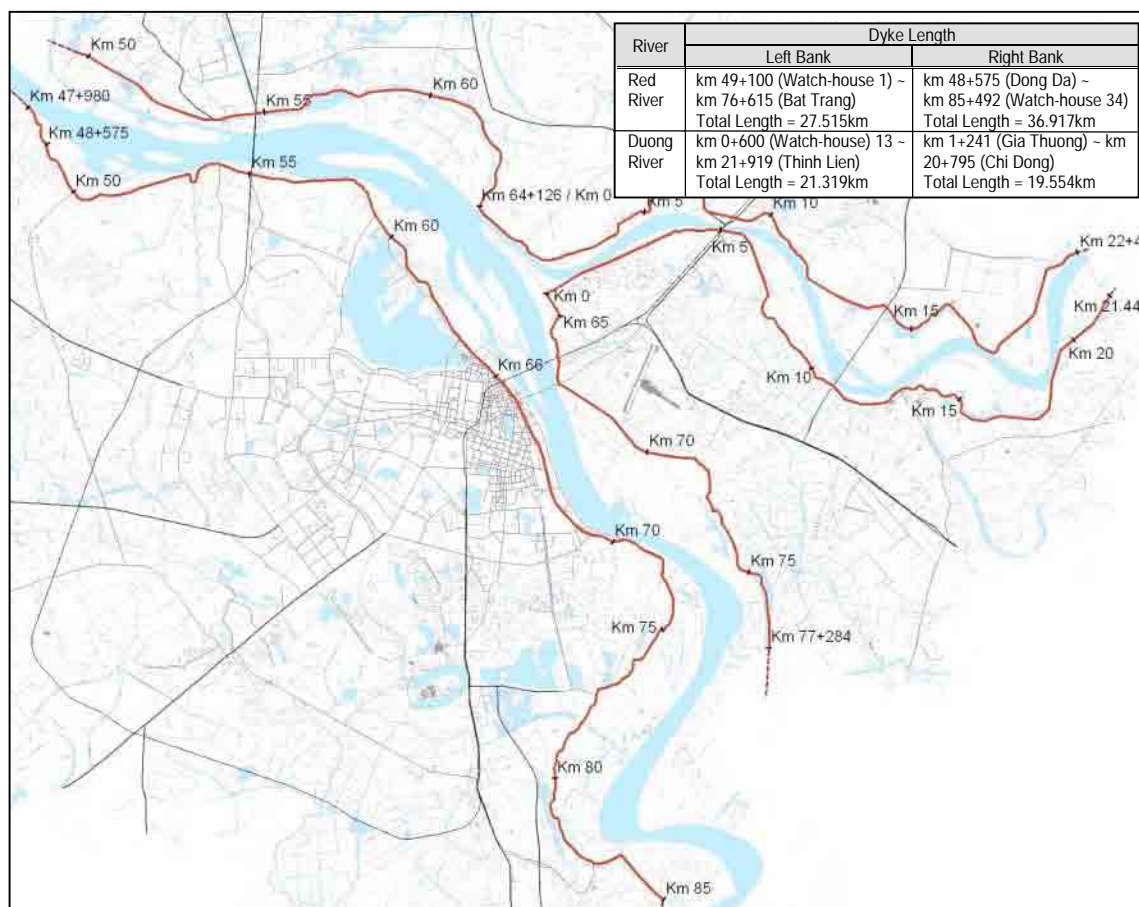 River
Dyke Length
Left Bank
Right Bank
Red River
km 49+100 (Watch-house 1) ~
km 76+615 (Bat Trang)
Total Length = 27.515km
km 48+575 (Dong Da) ~
km 85+492 (Watch-house 34)
Total Length = 36.917km
Duong River
km 0+600 (Watch-house) 13 ~
km 21+919 (Thinh Lien)
Total Length = 21.319km
km 1+241 (Gia Thuong) ~ km
20+795 (Chi Dong)
Total Length = 19.554km
Km 50
Km 47+980
Km 48+575
Km 50
Km 55
Km 55
Km 60
Km 60
Km 64+126 / Km 0
Km 5
Km 10
Km 5
Km 22+4
Km 0
Km 65
Km 21.44
Km 15
Km 20
Km 66
Km 10
Km 15
Km 70
Km 70
Km 75
Km 75
Km 77+284
Km 80
Km 85